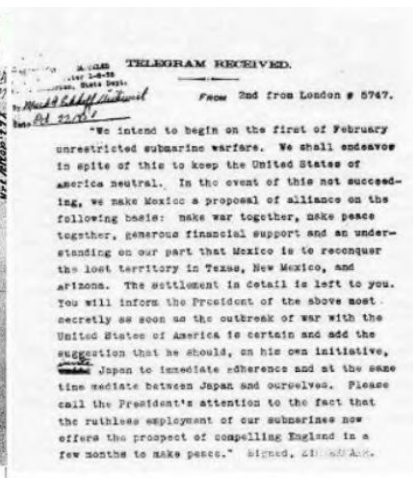 TELEGRAM RECEIVED.
FROM 2nd from London # 5747.
"We intend to begin on the first of February
unrestricted submarine warfare. We shall endeavor
in spite of this to keep the United States of
America neutral. In the event of this not succeed-
ing, we make Mexico a proposal of alliance on the
following basis: make war together, make peace
together, generous financial support and an under-
standing on our part that Mexico is to reconquer
the lost territory in Texas, New Mexico, and
Arizona. The settlement in detail is left to you.
You will inform the President of the above most
secretly as soon as the outbreak of war with the
United States of America is certain and add the
suggestion that he should, on his own initiative,
invite
Japan to immediate adherence and at the same
time mediate between Japan and ourselves. Please
call the President's attention to the fact that
the ruthless employment of our submarines now
offers the prospect of compelling England in a
few months to make peace." Signed, ZIMMERMANN.
State Dept.